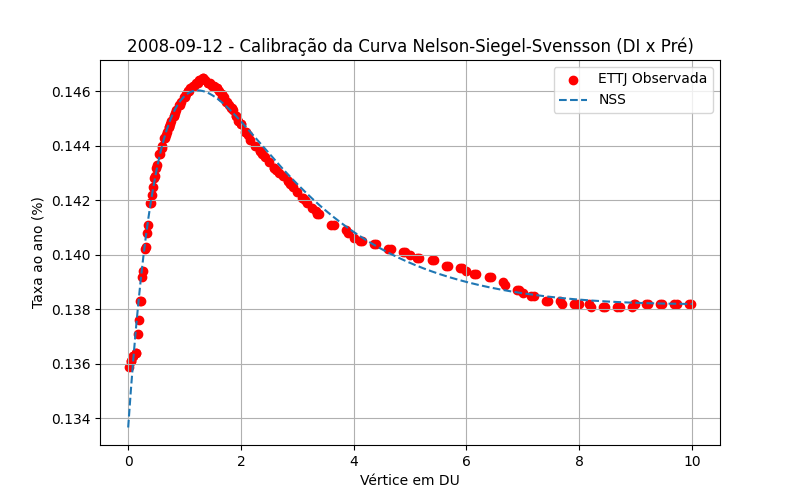 2008-09-12 - Calibração da Curva Nelson-Siegel-Svensson (DI x Pré)
ETTJ Observada
NSS
Taxa ao ano (%)
0.146
0.144
0.142
0.140
0.138
0.136
0.134
0 2 4 6 8 10
Vértice em DU